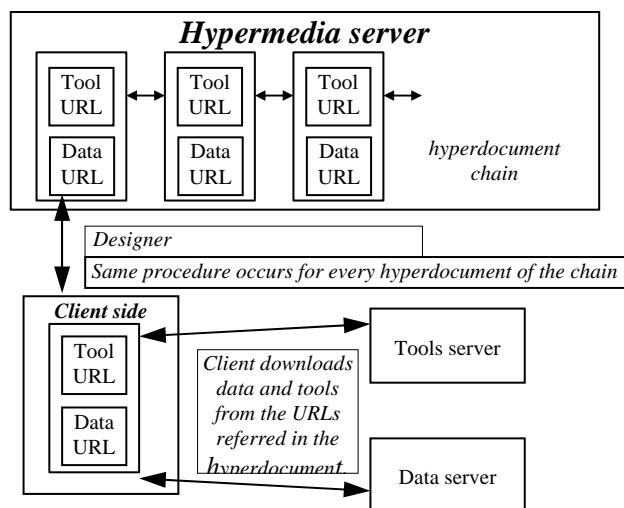 Hypermedia server
Tool
URL
Data
URL
Tool
URL
Data
URL
Tool
URL
Data
URL
hyperdocument
chain
Designer
Same procedure occurs for every hyperdocument of the chain
Client side
Tool
URL
Data
URL
Client downloads
data and tools
from the URLs
referred in the
hyperdocument.
Tools server
Data server